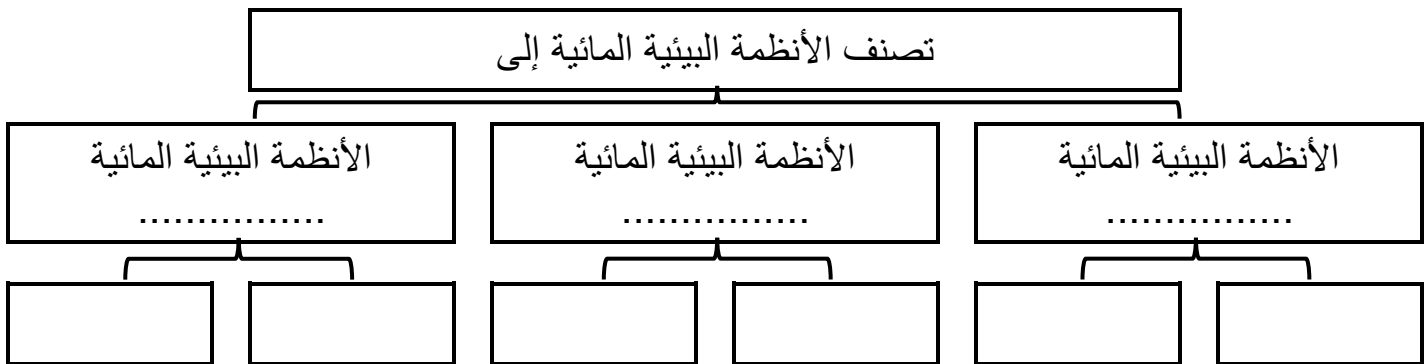 تصنف الأنظمة البيئية المائية إلى
الأنظمة البيئية المائية
................
الأنظمة البيئية المائية
................
الأنظمة البيئية المائية
................